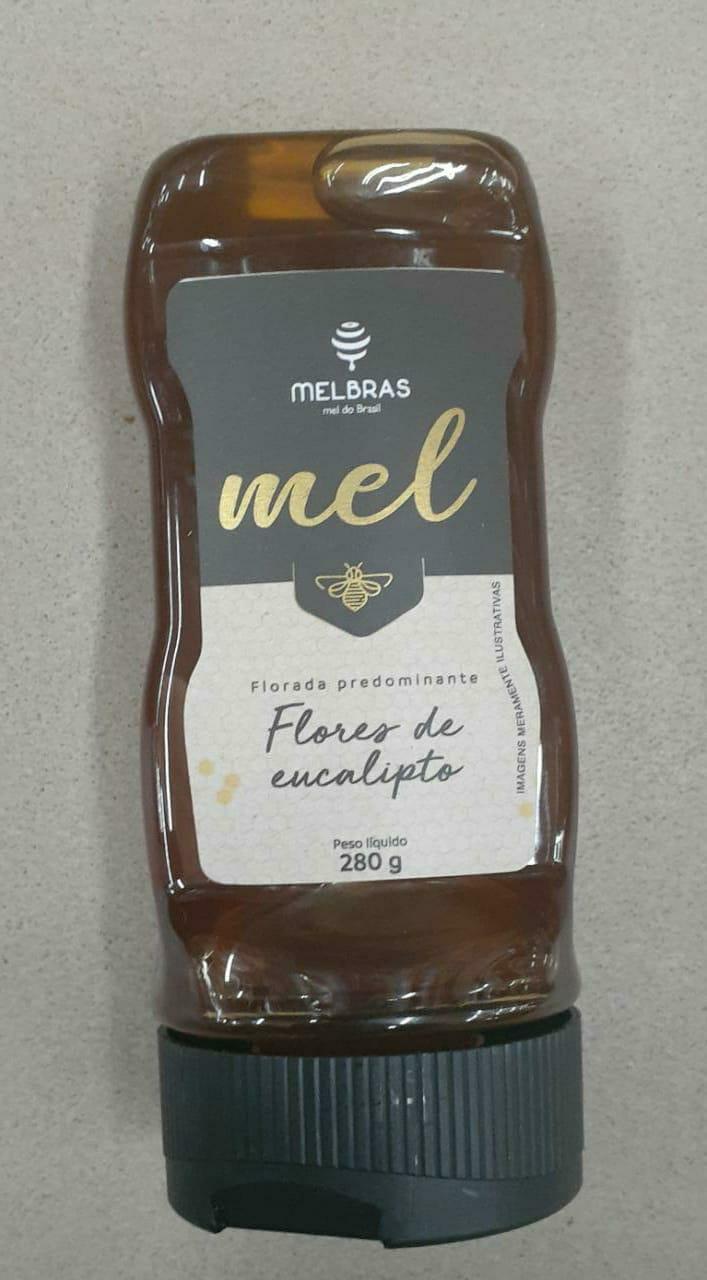 MELBRAS
mel do Brasil
mel
Florada predominante
Flores de
eucalipto
Peso líquido
280 g
IMAGENS MERAMENTE ILUSTRATIVAS